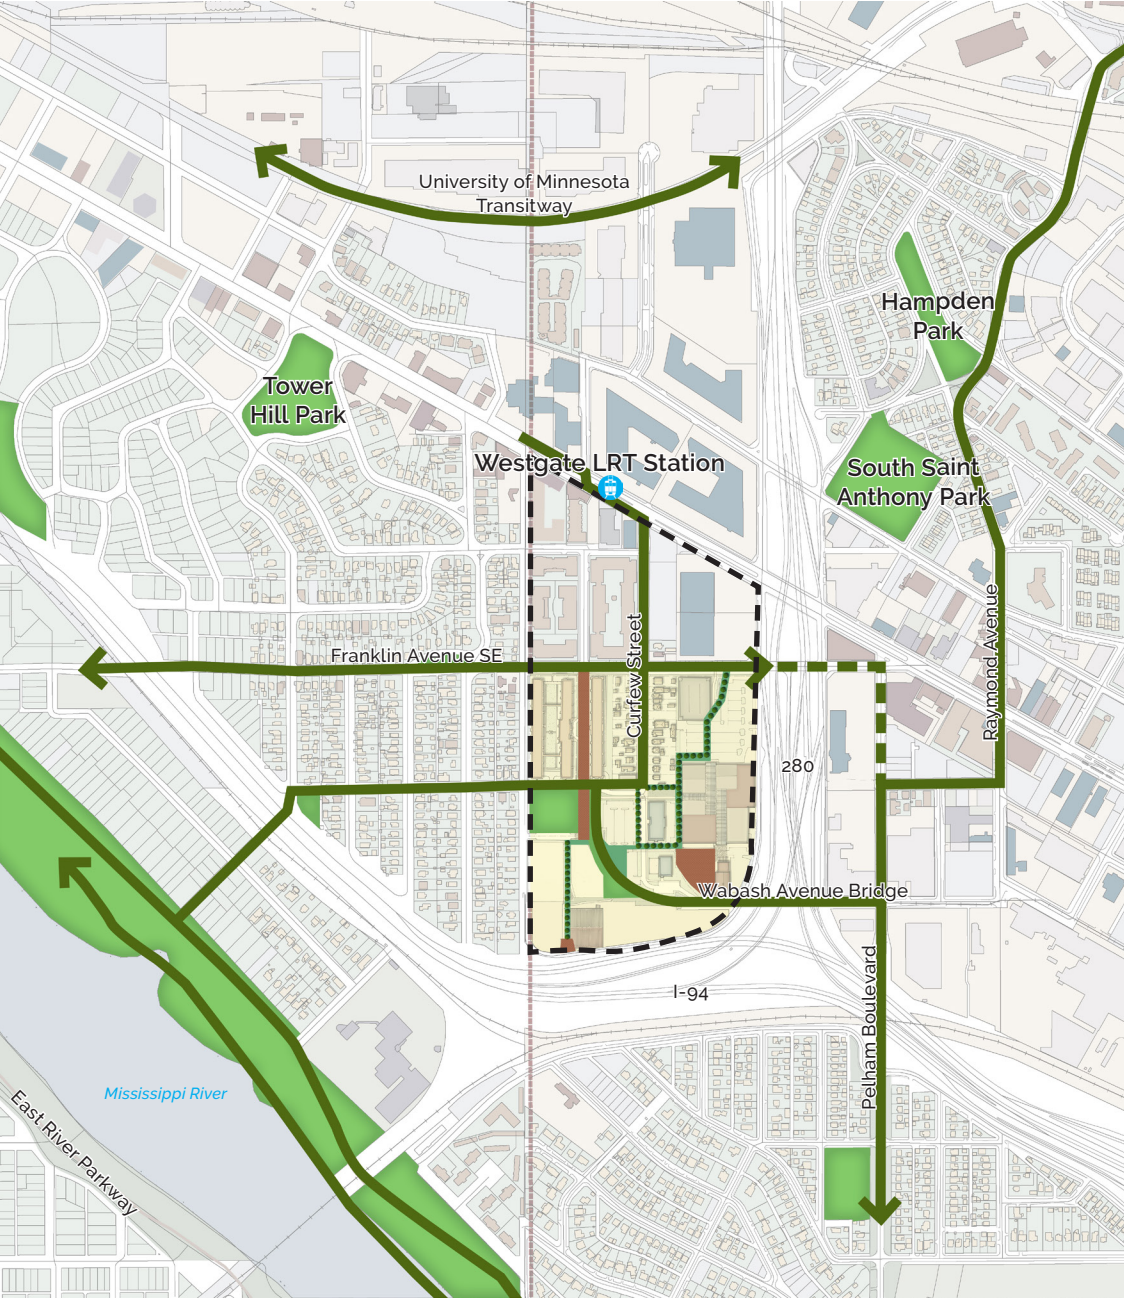 University of Minnesota
Transitway
Hampden
Park
Tower
Hill Park
Westgate LRT Station
South Saint
Anthony Park
Franklin Avenue SE
Curfew Street
Raymond Avenue
280
Wabash Avenue Bridge
I-94
Pelham Boulevard
Mississippi River
East River Parkway